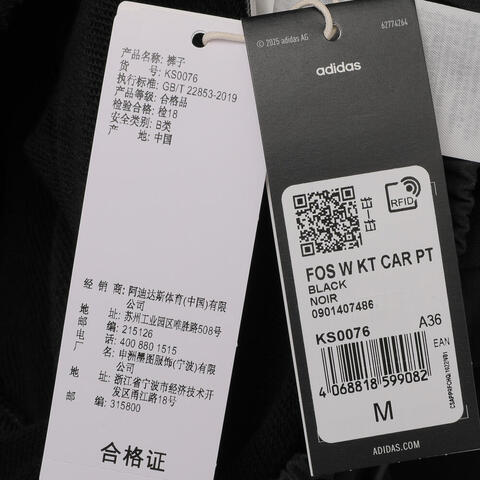 产品名称: 裤子
货 号: KS0076
执行标准: GB/T 22853-2019
产品等级: 合格品
检验合格: 检18
安全类别: B类
产 地: 中国
经 销 商: 阿迪达斯体育(中国)有限
公司
地 址: 苏州工业园区唯胜路508号
邮 编: 215126
电 话: 400 880 1515
厂 商: 申洲服饰(宁波)有限
公司
地 址: 浙江省宁波市经济技术开
发区甬江路18号
邮 编: 315800
合格证
© 2025 adidas AG
62774264
adidas
RFID
FOS W KT CAR PT
BLACK
NOIR
0901407486
KS0076
A36
EAN
4 068818 599082
M
ADIDAS.COM